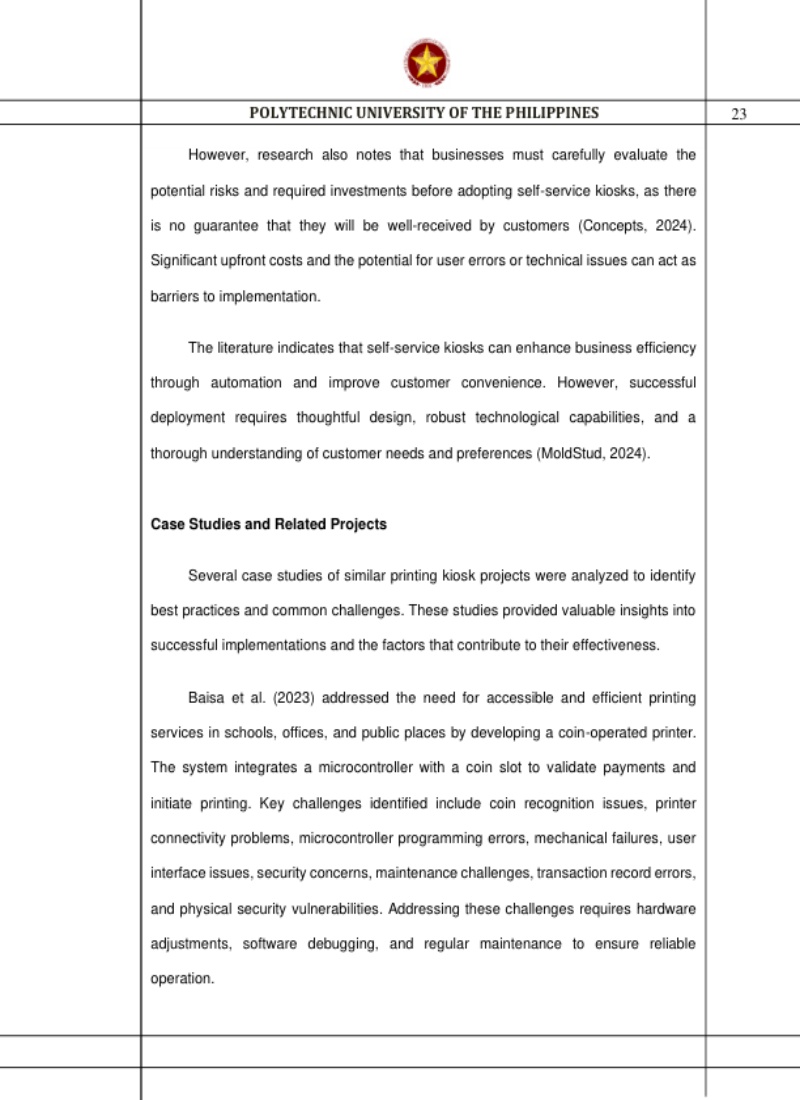 POLYTECHNIC UNIVERSITY OF THE PHILIPPINES
23
However, research also notes that businesses must carefully evaluate the
potential risks and required investments before adopting self-service kiosks, as there
is no guarantee that they will be well-received by customers (Concepts, 2024).
Significant upfront costs and the potential for user errors or technical issues can act as
barriers to implementation.
The literature indicates that self-service kiosks can enhance business efficiency
through automation and improve customer convenience. However, successful
deployment requires thoughtful design, robust technological capabilities, and a
thorough understanding of customer needs and preferences (MoldStud, 2024).
Case Studies and Related Projects
Several case studies of similar printing kiosk projects were analyzed to identify
best practices and common challenges. These studies provided valuable insights into
successful implementations and the factors that contribute to their effectiveness.
Baisa et al. (2023) addressed the need for accessible and efficient printing
services in schools, offices, and public places by developing a coin-operated printer.
The system integrates a microcontroller with a coin slot to validate payments and
initiate printing. Key challenges identified include coin recognition issues, printer
connectivity problems, microcontroller programming errors, mechanical failures, user
interface issues, security concerns, maintenance challenges, transaction record errors,
and physical security vulnerabilities. Addressing these challenges requires hardware
adjustments, software debugging, and regular maintenance to ensure reliable
operation.